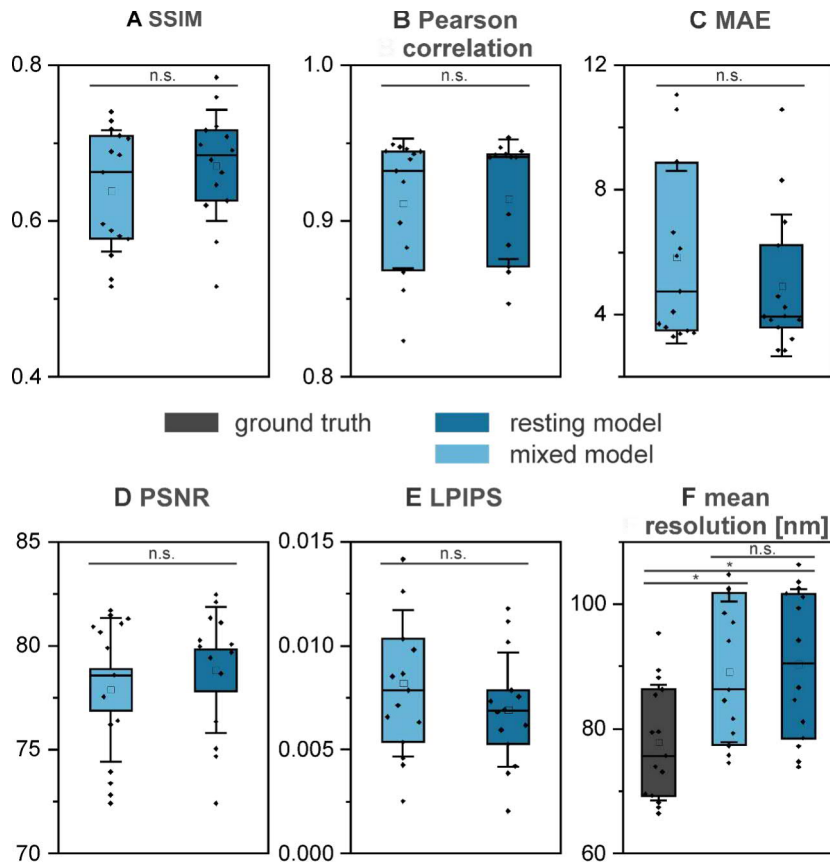 A SSIM
B Pearson
correlation
C MAE
0.8
0.6
0.4
n.s.
1.0
0.9
0.8
n.s.
12
8
4
n.s.
ground truth
resting model
mixed model
D PSNR
E LPIPS
F mean
resolution [nm]
85
80
75
70
n.s.
0.015
0.010
0.005
0.000
n.s.
100
80
60
n.s.
*
*